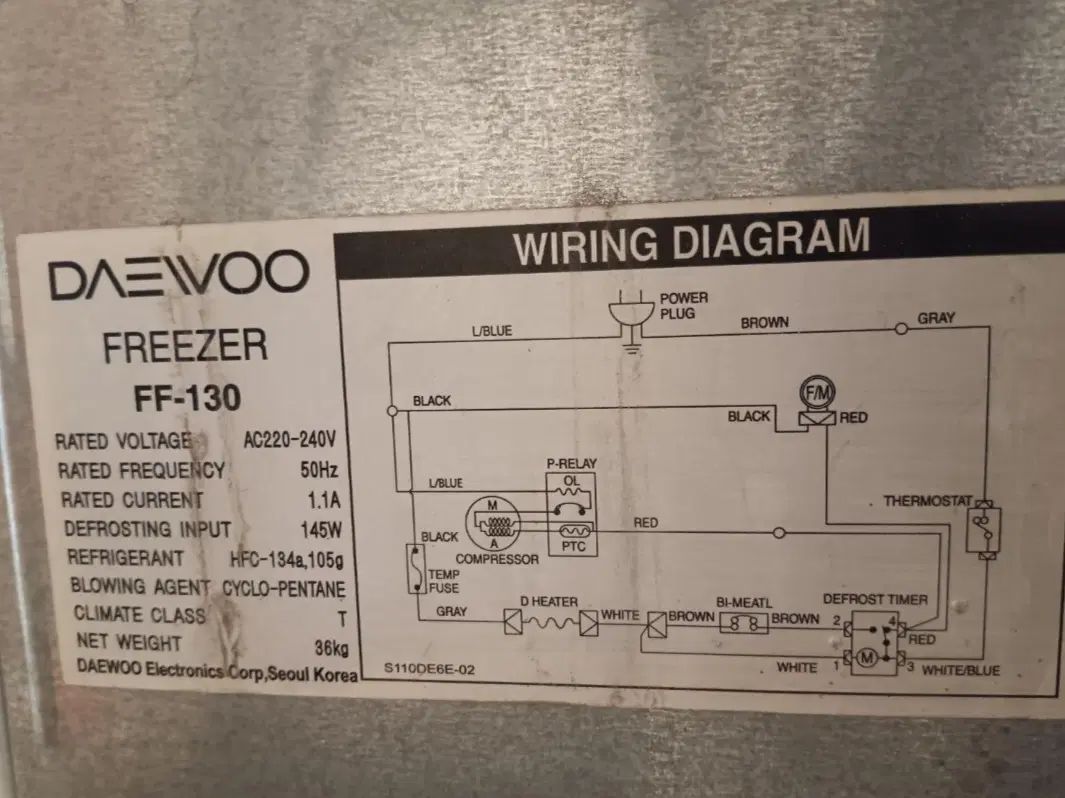 DAEWOO
FREEZER
FF-130
RATED VOLTAGE AC220-240V
RATED FREQUENCY 50Hz
RATED CURRENT 1.1A
DEFROSTING INPUT 145W
REFRIGERANT HFC-134a,105g
BLOWING AGENT CYCLO-PENTANE
CLIMATE CLASS T
NET WEIGHT 36kg
DAEWOO Electronics Corp,Seoul Korea
WIRING DIAGRAM
POWER
PLUG
L/BLUE
BROWN
GRAY
BLACK
F/M
BLACK
RED
P-RELAY
OL
L/BLUE
M
THERMOSTAT
RED
BLACK
A
PTC
COMPRESSOR
TEMP
FUSE
D HEATER
BI-MEATL
DEFROST TIMER
GRAY
WHITE
BROWN
BROWN
2
4
RED
M
WHITE
1
3
WHITE/BLUE
S110DE6E-02